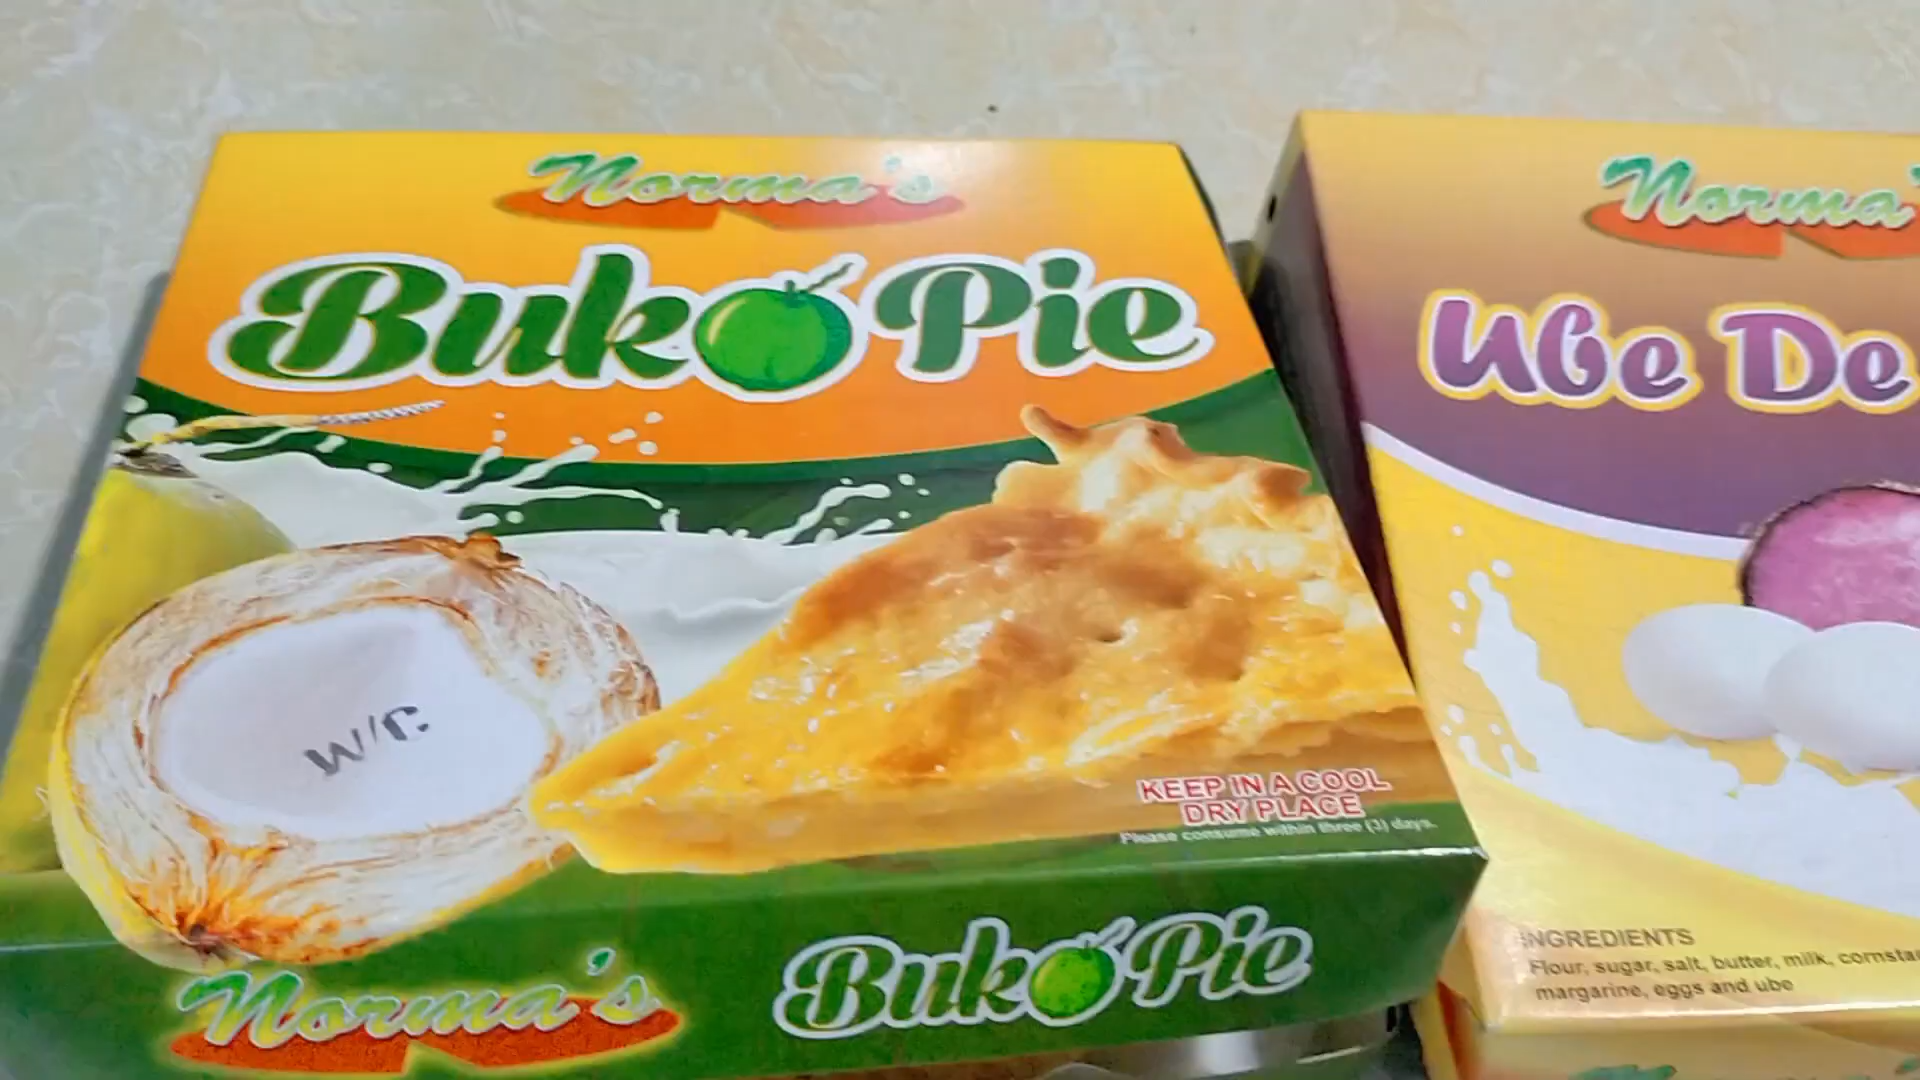 Norma's
Buko Pie
W/C
KEEP IN A COOL
DRY PLACE
Please consume within three (3) days.
Norma's
Buko Pie
Norma'
Ube De
INGREDIENTS
Flour, sugar, salt, butter, milk, cornstar
margarine, eggs and ube